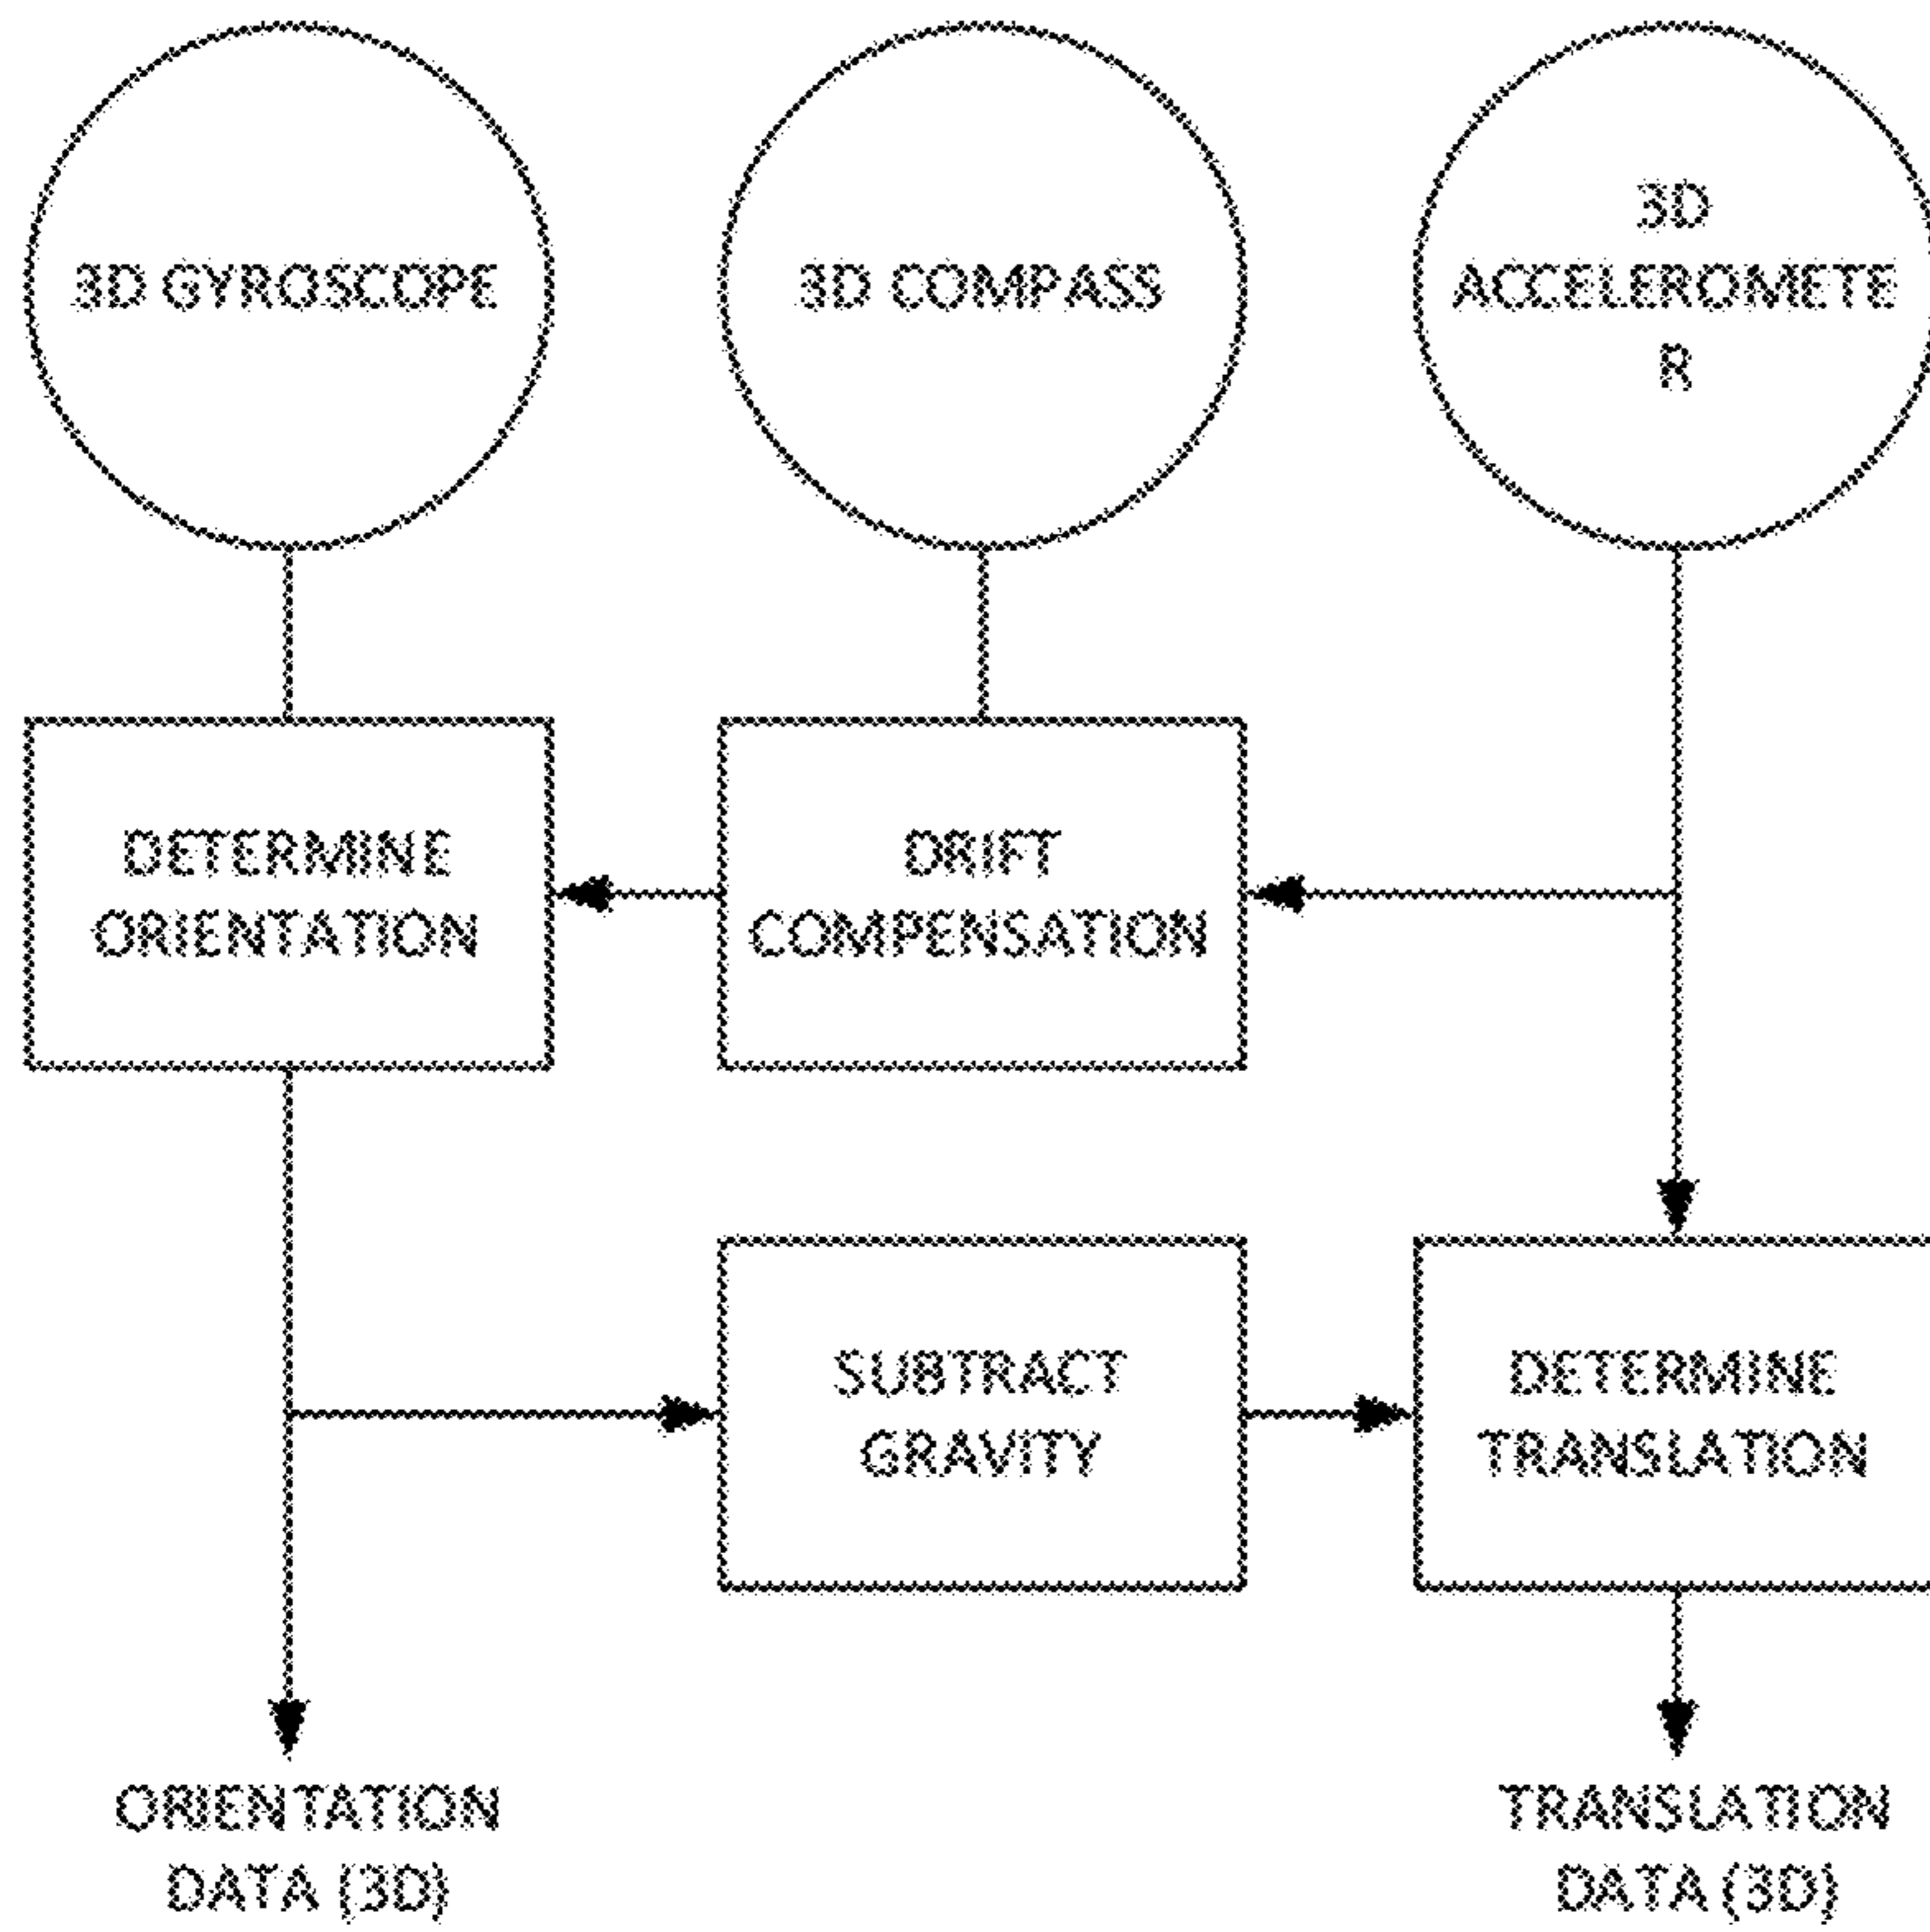 3D GYROSCOPE
3D COMPASS
3D
ACCELEROMETE
R
DETERMINE
ORIENTATION
DRIFT
COMPENSATION
SUBTRACT
GRAVITY
DETERMINE
TRANSLATION
ORIENTATION
DATA (3D)
TRANSLATION
DATA (3D)